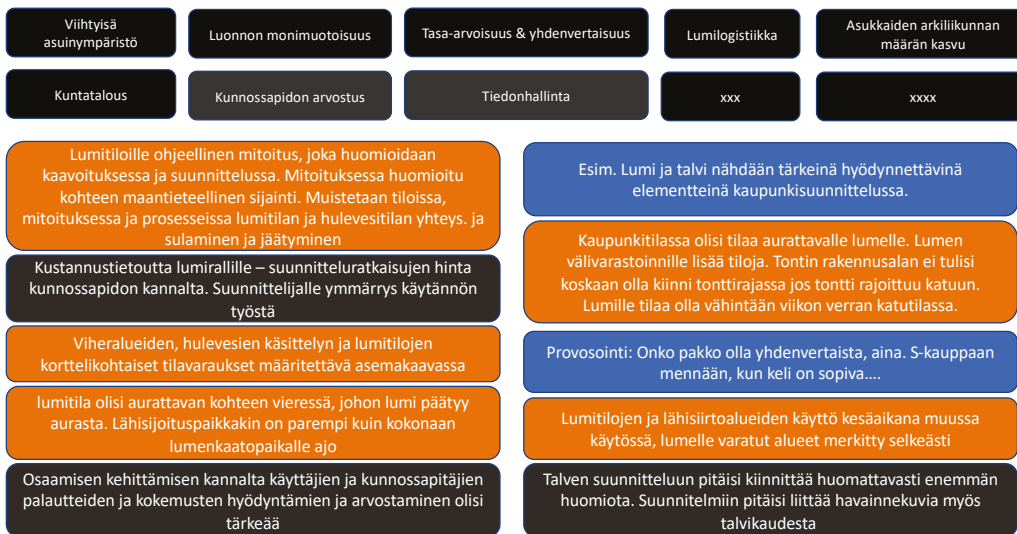 Viihtyisä
asuinympäristö
Luonnon monimuotoisuus
Tasa-arvoisuus & yhdenvertaisuus
Lumilogistiikka
Asukkaiden arkiliikunnan
määrän kasvu
Kuntatalous
Kunnossapidon arvostus
Tiedonhallinta
xxx
xxxx
Lumitiloille ohjeellinen mitoitus, joka huomioidaan
kaavoituksessa ja suunnittelussa. Mitoituksessa huomioitu
kohteen maantieteellinen sijainti. Muistetaan tiloissa,
mitoituksessa ja prosesseissa lumitilan ja hulevesitilan yhteys. ja
sulaminen ja jäätyminen
Kustannustietoutta lumirallille – suunnitteluratkaisujen hinta
kunnossapidon kannalta. Suunnittelijalle ymmärrys käytännön
työstä
Viheralueiden, hulevesien käsittelyn ja lumitilojen
korttelikohtaiset tilavaraukset määritettävä asemakaavassa
lumitila olisi aurattavan kohteen vieressä, johon lumi päätyy
aurasta. Lähisijoituspaikkakin on parempi kuin kokonaan
lumenkaatopaikalle ajo
Osaamisen kehittämisen kannalta käyttäjien ja kunnossapitäjien
palautteiden ja kokemusten hyödyntämien ja arvostaminen olisi
tärkeää
Esim. Lumi ja talvi nähdään tärkeinä hyödynnettävinä
elementteinä kaupunkisuunnittelussa.
Kaupunkitilassa olisi tilaa aurattavalle lumelle. Lumen
välivarastoinnille lisää tiloja. Tontin rakennusalan ei tulisi
koskaan olla kiinni tonttirajassa jos tontti rajoittuu katuun.
Lumille tilaa olla vähintään viikon verran katutilassa.
Provosointi: Onko pakko olla yhdenvertaista, aina. S-kauppaan
mennään, kun keli on sopiva....
Lumitilojen ja lähisiirtoalueiden käyttö kesäaikana muussa
käytössä, lumelle varatut alueet merkitty selkeästi
Talven suunnitteluun pitäisi kiinnittää huomattavasti enemmän
huomiota. Suunnitelmiin pitäisi liittää havainnekuvia myös
talvikaudesta